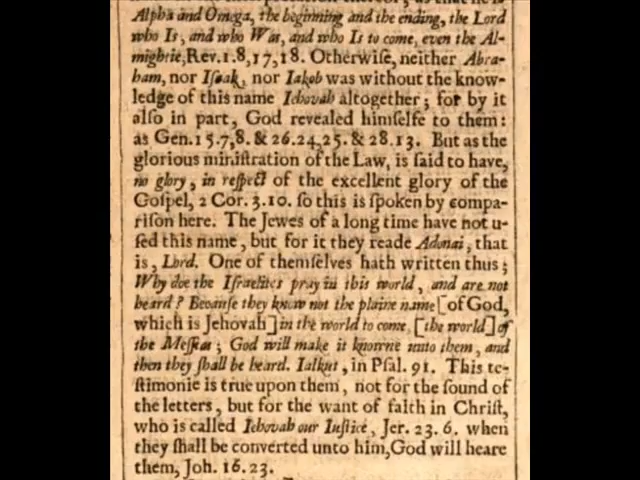 Alpha and Omega, the beginning and the ending, the Lord
who Is, and who Was, and who Is to come, even the Al-
mightie, Rev. 1. 8, 17, 18. Otherwiſe, neither Abra-
ham, nor Iſaak, nor Iakob was without the know-
ledge of this name Iehovah altogether; for by it
alſo in part, God revealed himſelfe to them:
as Gen. 15.7,8. & 26.24,25. & 28.13. But as the
glorious miniſtration of the Law, is ſaid to have,
no glory, in reſpect of the excellent glory of the
Goſpel, 2 Cor. 3.10. ſo this is ſpoken by compa-
riſon here. The Jewes of a long time have not u-
ſed this name, but for it they reade Adonai, that
is, Lord. One of themſelves hath written thus;
Why doe the Iſraelites pray in this world, and are not
heard? Becauſe they know not the plaine name [of God,
which is Jehovah] in the world to come, [the world] of
the Meſſias; God will make it knowne unto them, and
then they ſhall be heard. Ialkut, in Pſal. 91. This te-
ſtimonie is true upon them, not for the ſound of
the letters, but for the want of faith in Chriſt,
who is called Iehovah our Iuſtice, Jer. 23. 6. when
they ſhall be converted unto him, God will heare
them, Joh. 16. 23.